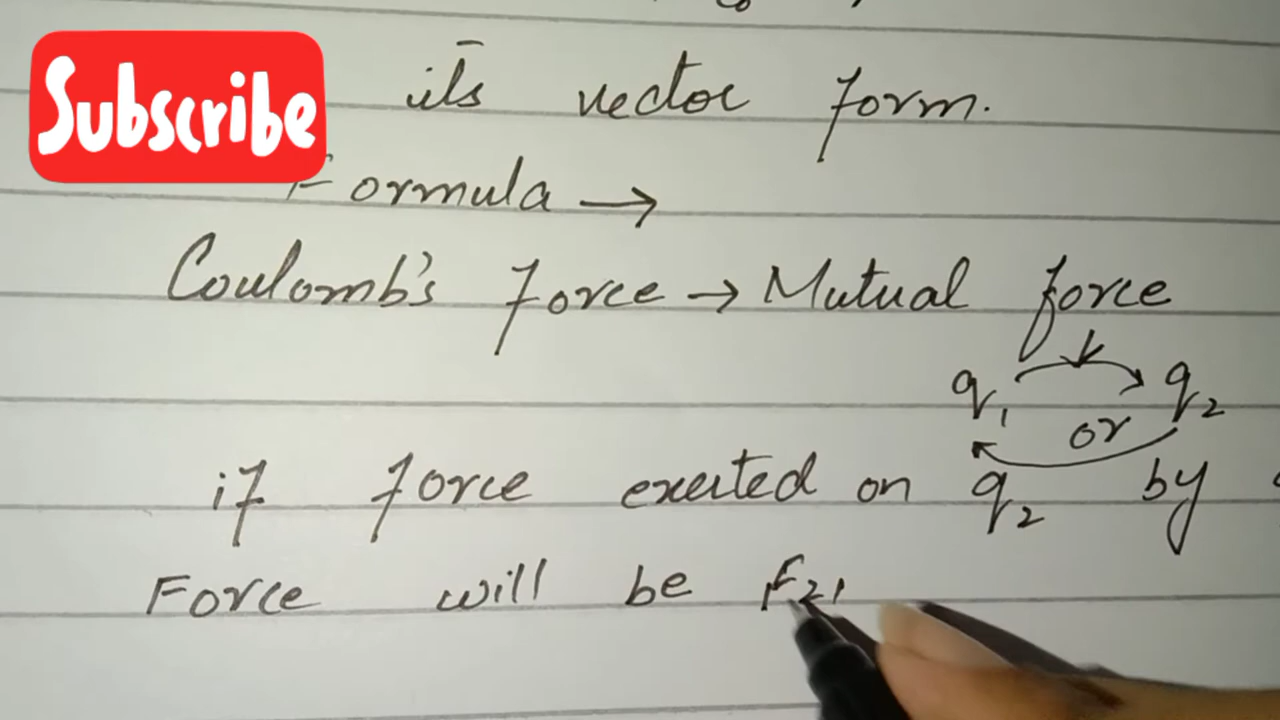 Subscribe
its vector form.
Formula →
Coulomb's force → Mutual force
q₁ or q₂
if force exerted on q₂ by
Force will be F₂₁